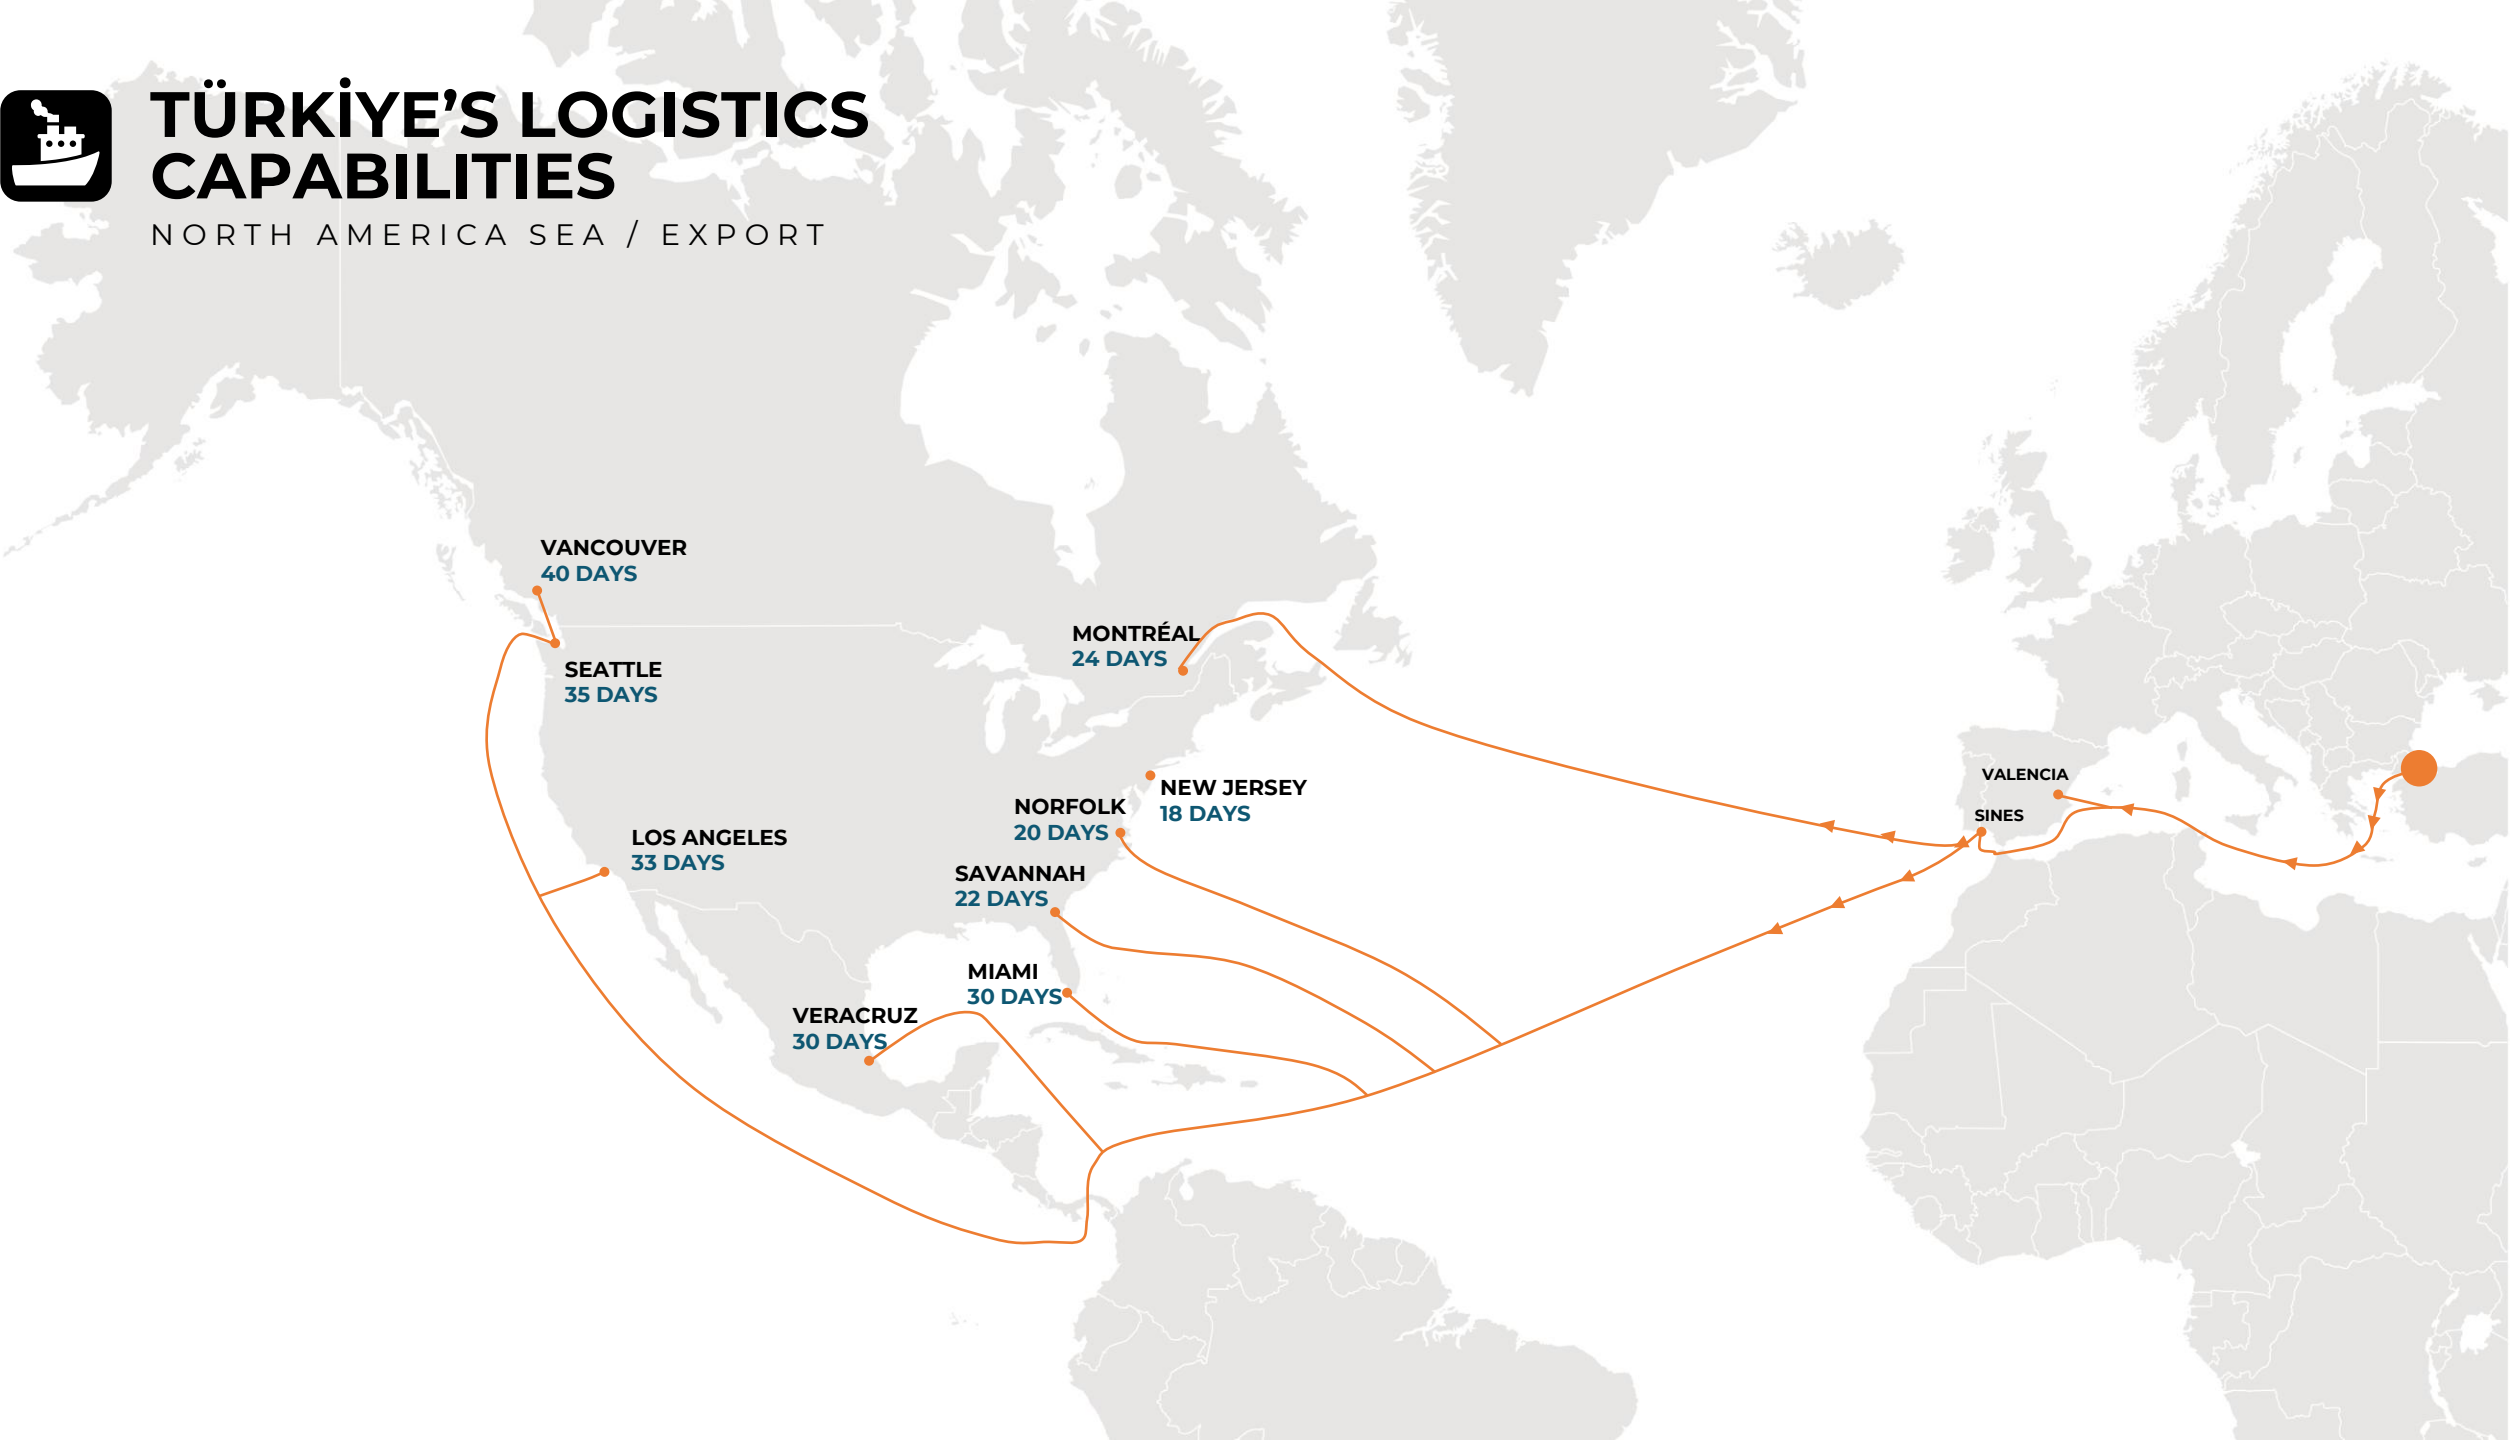 TÜRKİYE’S LOGISTICS
CAPABILITIES
NORTH AMERICA SEA / EXPORT
VANCOUVER
40 DAYS
SEATTLE
35 DAYS
MONTRÉAL
24 DAYS
NEW JERSEY
18 DAYS
NORFOLK
20 DAYS
LOS ANGELES
33 DAYS
SAVANNAH
22 DAYS
MIAMI
30 DAYS
VERACRUZ
30 DAYS
VALENCIA
SINES